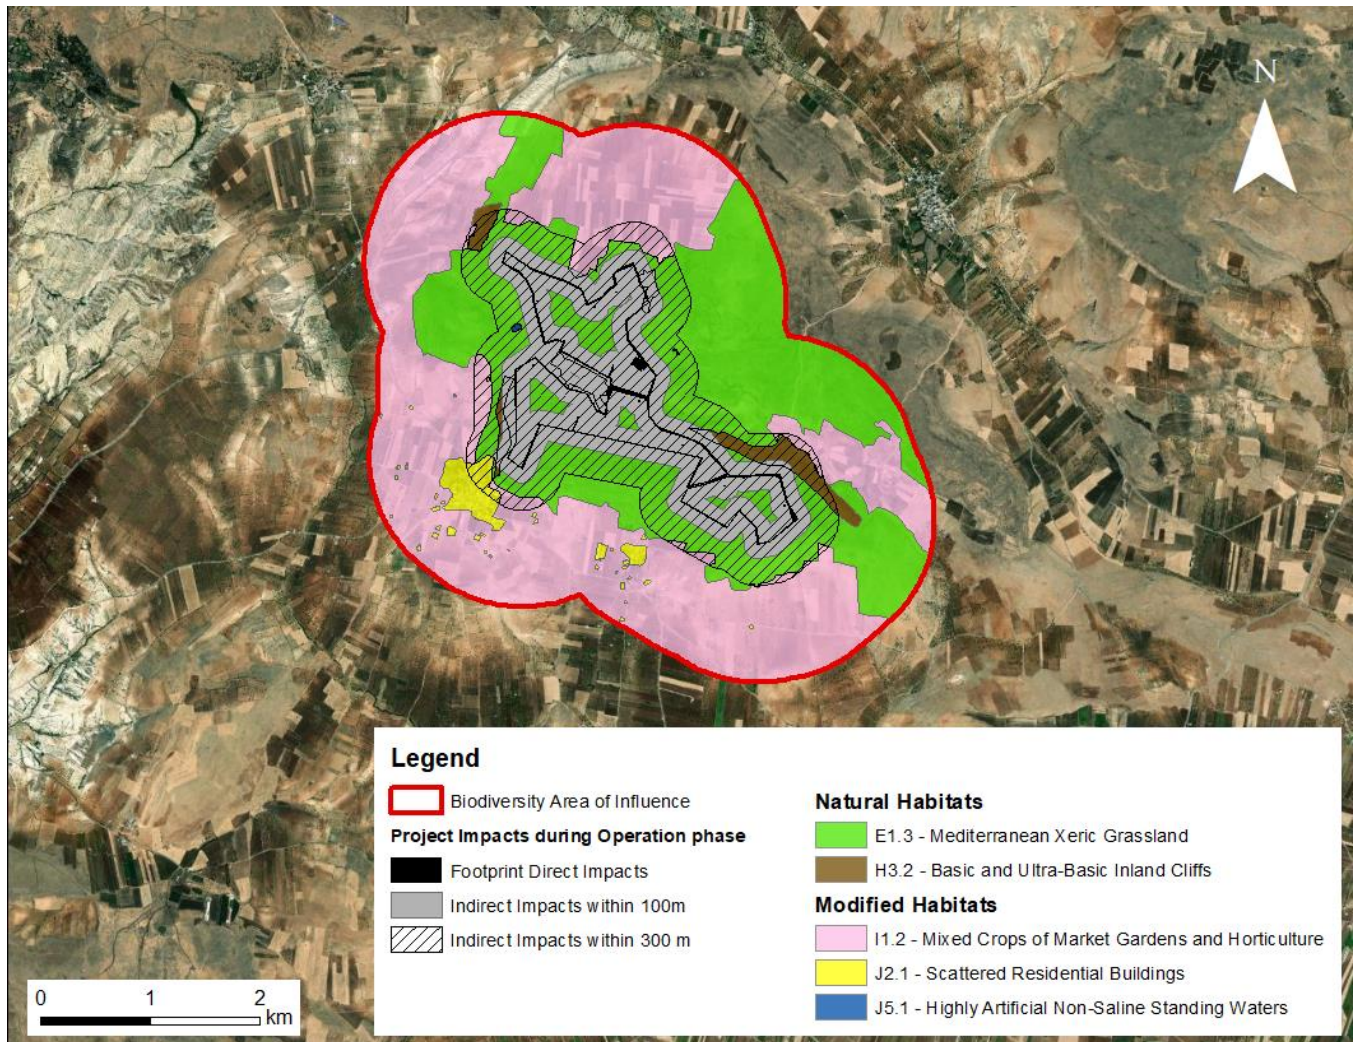 N
Legend
Biodiversity Area of Influence
Project Impacts during Operation phase
Footprint Direct Impacts
Indirect Impacts within 100m
Indirect Impacts within 300 m
Natural Habitats
E1.3 - Mediterranean Xeric Grassland
H3.2 - Basic and Ultra-Basic Inland Cliffs
Modified Habitats
I1.2 - Mixed Crops of Market Gardens and Horticulture
J2.1 - Scattered Residential Buildings
J5.1 - Highly Artificial Non-Saline Standing Waters
0 1 2
km